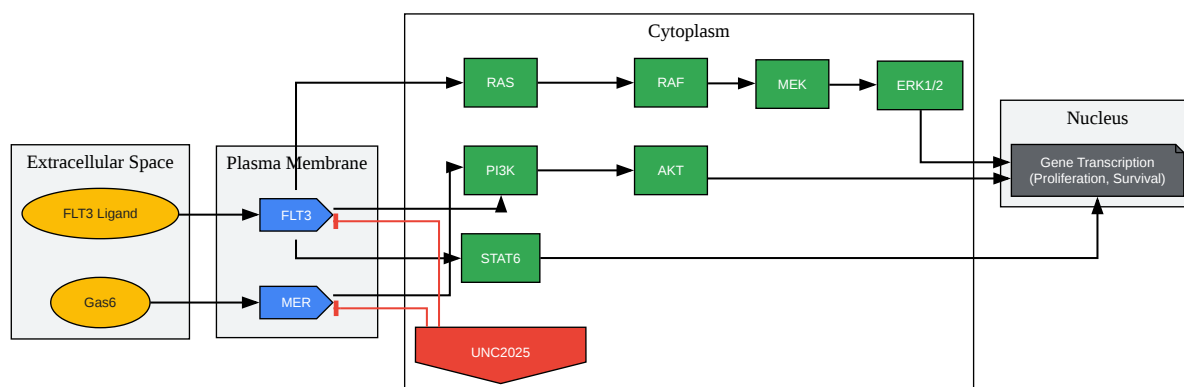 Cytoplasm
RAS
RAF
MEK
ERK1/2
Nucleus
Extracellular Space
Plasma Membrane
PI3K
AKT
Gene Transcription
(Proliferation, Survival)
FLT3 Ligand
FLT3
STAT6
Gas6
MER
UNC2025